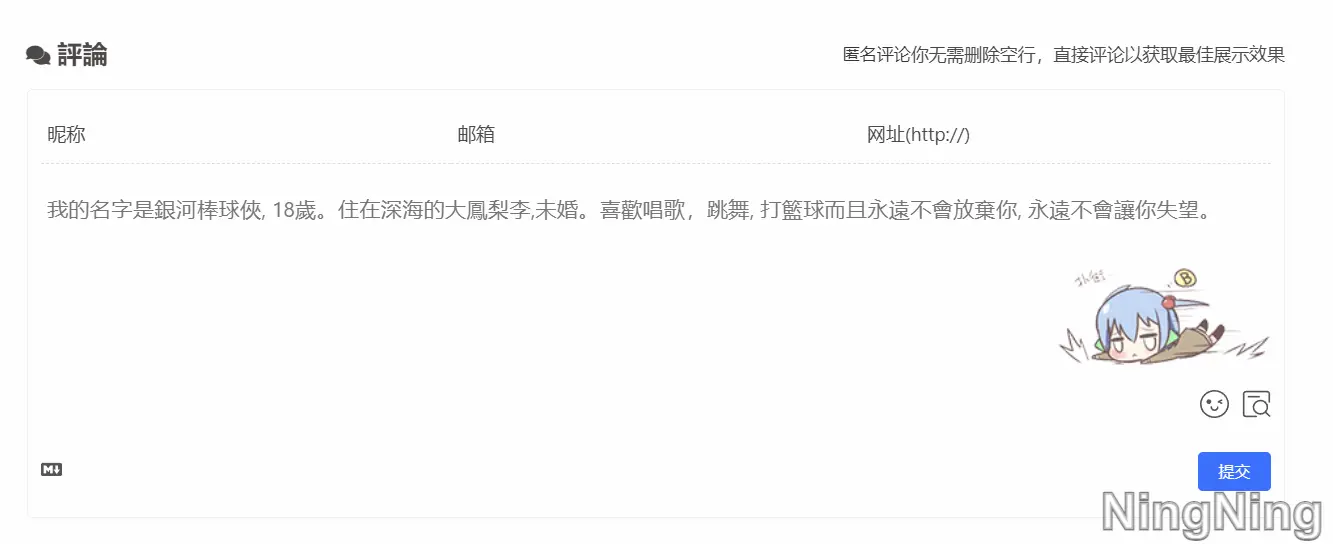 評論
匿名评论你无需删除空行，直接评论以获取最佳展示效果
昵称
邮箱
网址(http://)
我的名字是銀河棒球俠, 18歲。住在深海的大鳳梨李,未婚。喜歡唱歌，跳舞, 打籃球而且永遠不會放棄你, 永遠不會讓你失望。
B
M
提交
NingNing